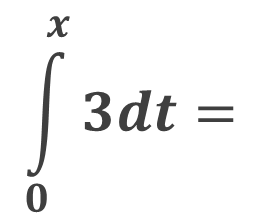 ∫₀ˣ 3dt =